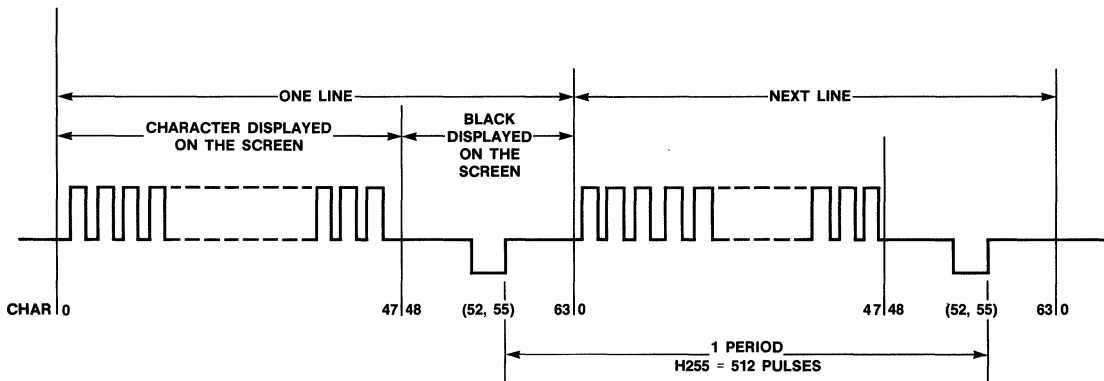 ONE LINE
NEXT LINE
CHARACTER DISPLAYED
ON THE SCREEN
BLACK
DISPLAYED
ON THE
SCREEN
CHAR 0
47 48
(52, 55)
63 0
47 48
(52, 55)
63 0
1 PERIOD
H255 = 512 PULSES